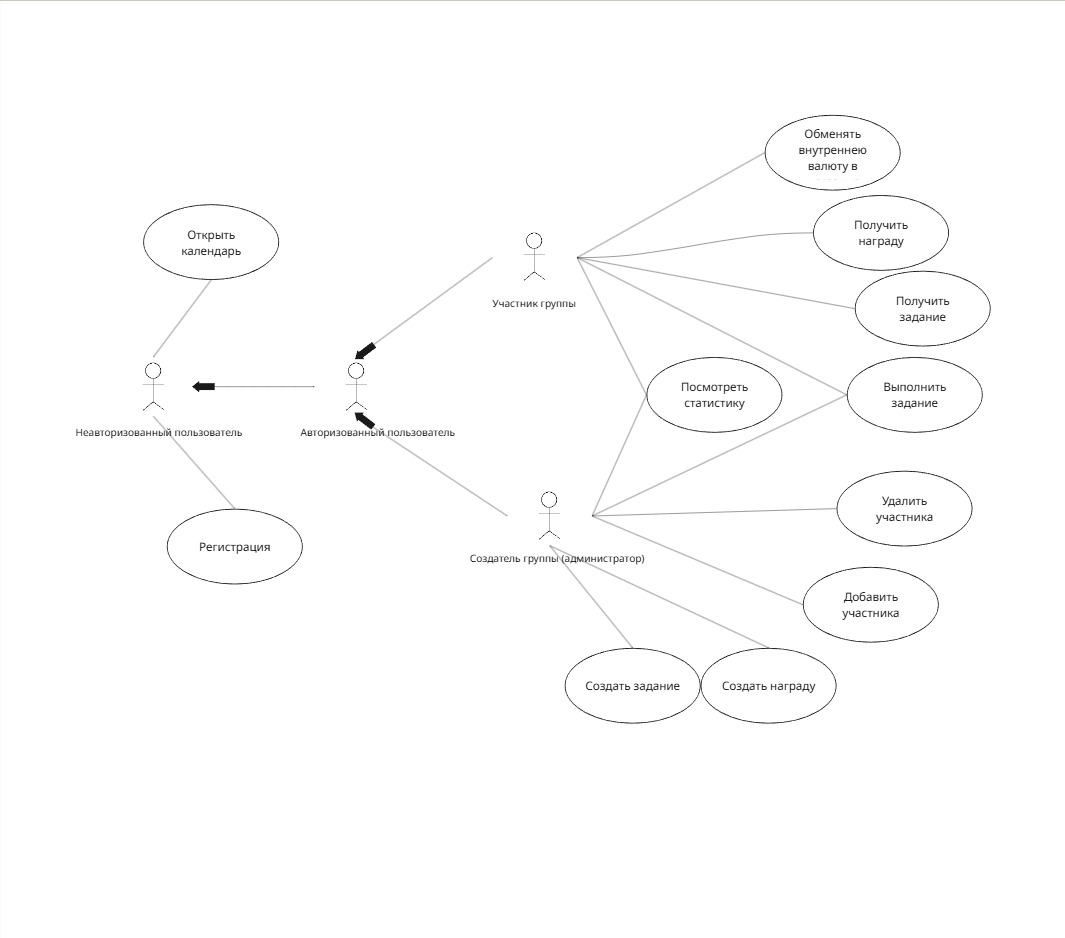 Обменять
внутреннею
валюту в
Открыть
календарь
Получить
награду
Участник группы
Получить
задание
Посмотреть
статистику
Выполнить
задание
Неавторизованный пользователь
Авторизованный пользователь
Удалить
участника
Регистрация
Создатель группы (администратор)
Добавить
участника
Создать задание
Создать награду